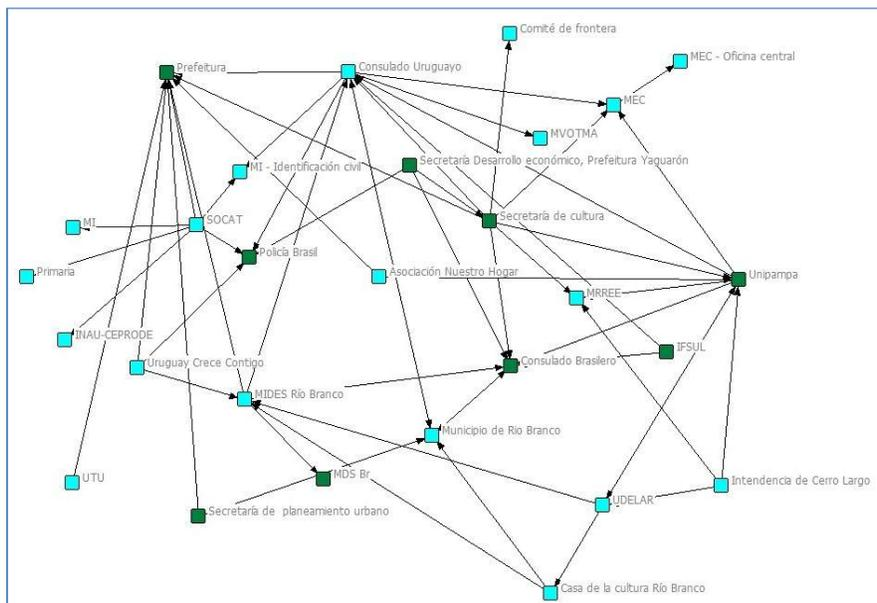 Comité de frontera
MEC - Oficina central
Prefeitura
Consulado Uruguayo
MEC
MVOTMA
Secretaría Desarrollo económico, Prefeitura Yaguarón
MI - Identificación civil
Secretaría de cultura
MI
SOCAT
Policía Brasil
Primaria
Asociación Nuestro Hogar
Unipampa
MRREE
INAU-CEPRODE
IFSUL
Uruguay Crece Contigo
Consulado Brasilero
MIDES Río Branco
Municipio de Rio Branco
MDS Br
UTU
Intendencia de Cerro Largo
UDELAR
Secretaría de planeamiento urbano
Casa de la cultura Río Branco